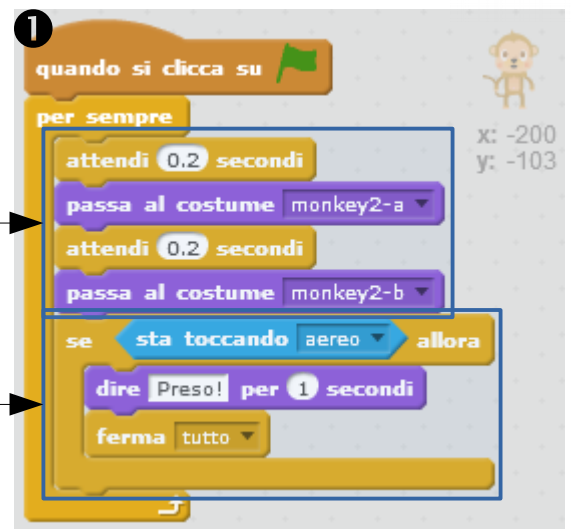 1
quando si clicca su
per sempre
x: -200
y: -103
attendi 0.2 secondi
passa al costume monkey2-a
attendi 0.2 secondi
passa al costume monkey2-b
se sta toccando aereo allora
dire Preso! per 1 secondi
ferma tutto